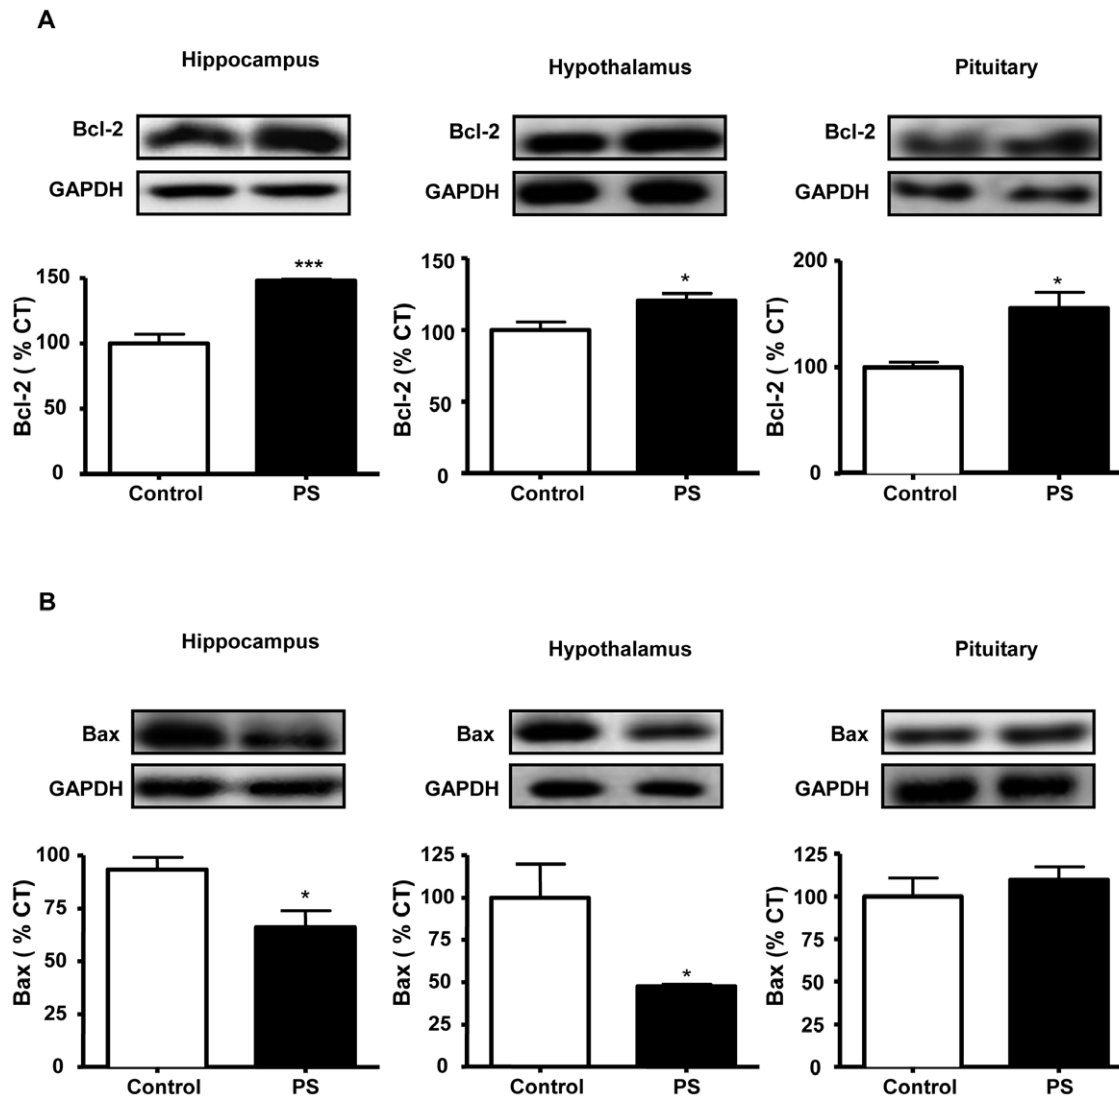 A
Hippocampus
Hypothalamus
Pituitary
Bcl-2
GAPDH
Bcl-2
GAPDH
Bcl-2
GAPDH
Bcl-2 ( % CT)
150
100
50
0
***
Control
PS
Bcl-2 (% CT)
150
100
50
0
*
Control
PS
Bcl-2 ( % CT)
200
100
0
*
Control
PS
B
Hippocampus
Hypothalamus
Pituitary
Bax
GAPDH
Bax
GAPDH
Bax
GAPDH
Bax ( % CT)
100
75
50
25
0
*
Control
PS
Bax ( % CT)
125
100
75
50
25
0
*
Control
PS
Bax (% CT)
125
100
75
50
25
0
Control
PS